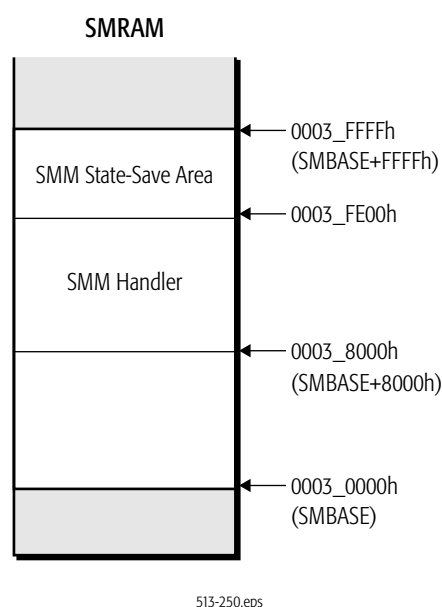 SMRAM
0003_FFFFh
(SMBASE+FFFFh)
SMM State-Save Area
0003_FE00h
SMM Handler
0003_8000h
(SMBASE+8000h)
0003_0000h
(SMBASE)
513-250.eps